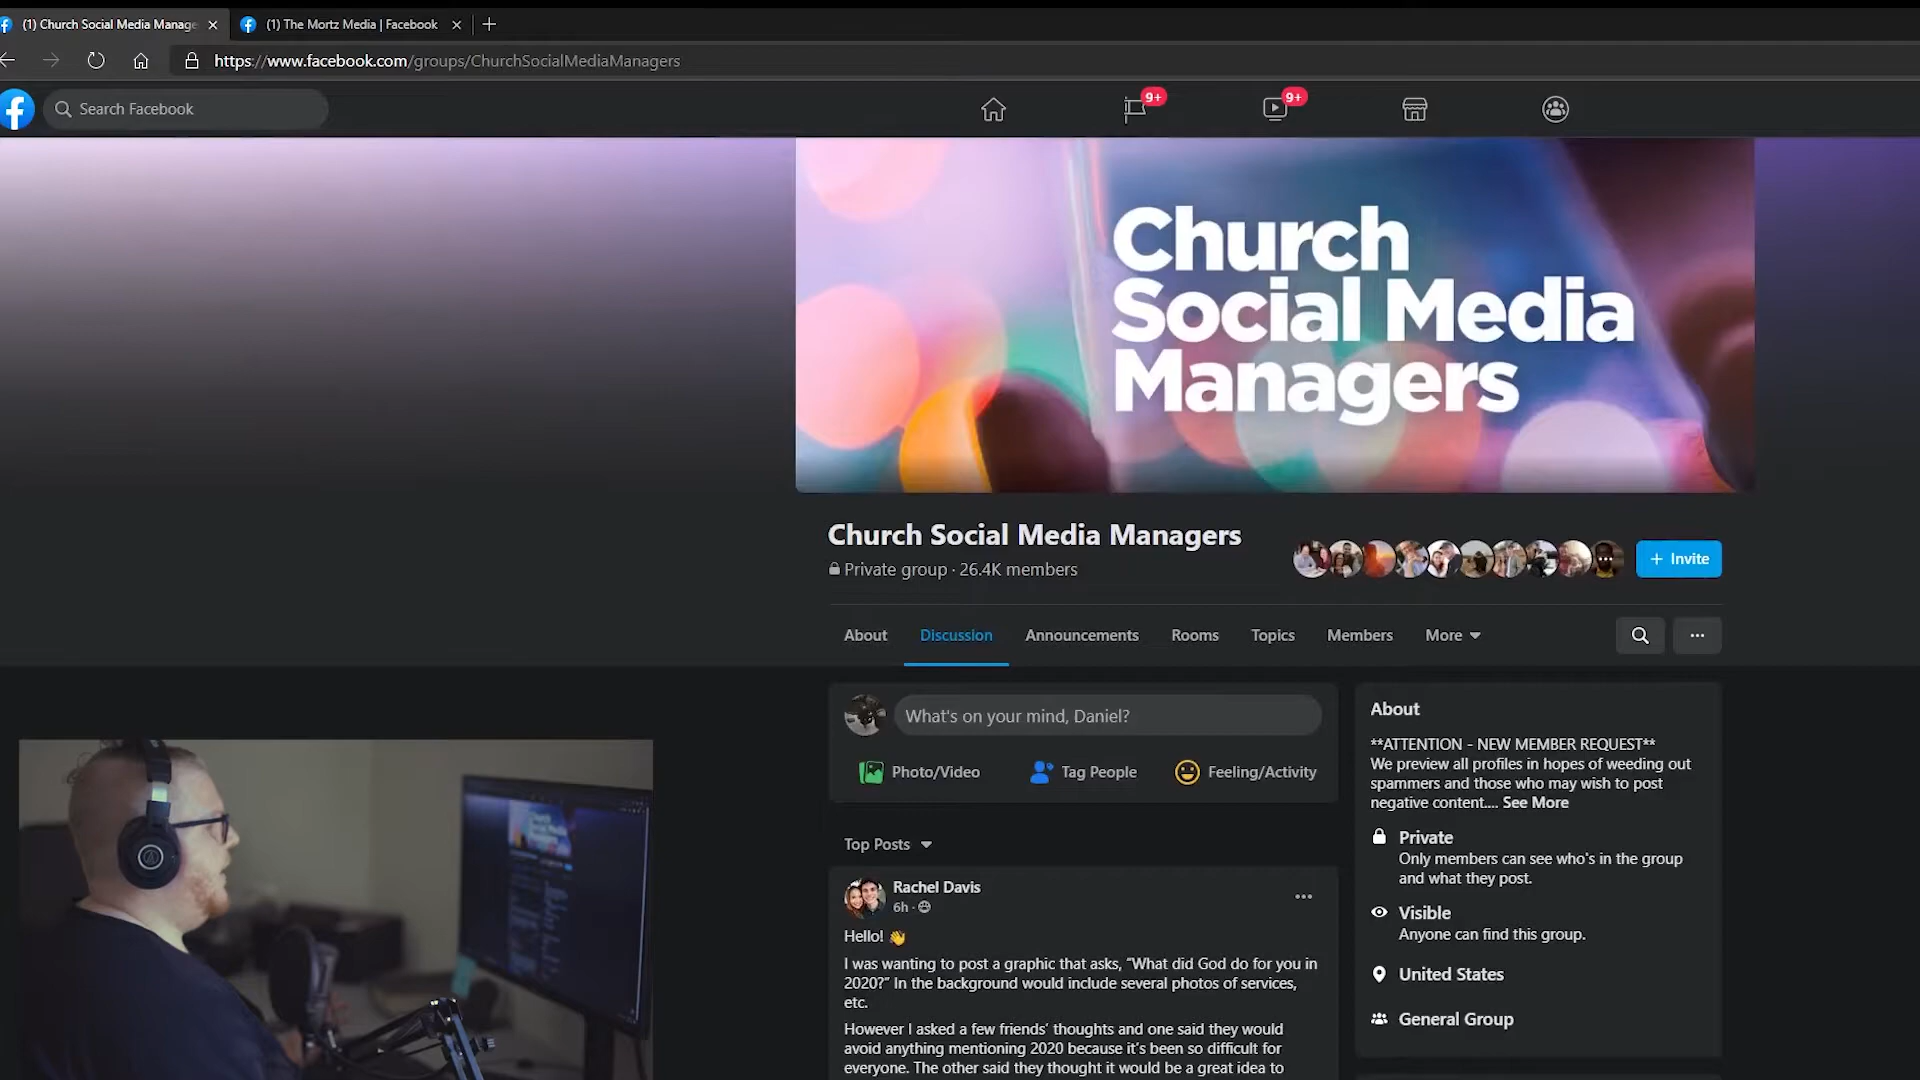 (1) Church Social Media Manage
(1) The Mortz Media | Facebook
https://www.facebook.com/groups/ChurchSocialMediaManagers
Search Facebook
9+
9+
Church
Social Media
Managers
Church Social Media Managers
Private group · 26.4K members
+ Invite
About
Discussion
Announcements
Rooms
Topics
Members
More
What's on your mind, Daniel?
Photo/Video
Tag People
Feeling/Activity
Top Posts
Rachel Davis
6h ·
Hello! 👋
I was wanting to post a graphic that asks, “What did God do for you in
2020?” In the background would include several photos of services,
etc.
However I asked a few friends’ thoughts and one said they would
avoid anything mentioning 2020 because it’s been so difficult for
everyone. The other said they thought it would be a great idea to
About
**ATTENTION - NEW MEMBER REQUEST**
We preview all profiles in hopes of weeding out
spammers and those who may wish to post
negative content.... See More
Private
Only members can see who's in the group
and what they post.
Visible
Anyone can find this group.
United States
General Group
Church
Social Media
Managers